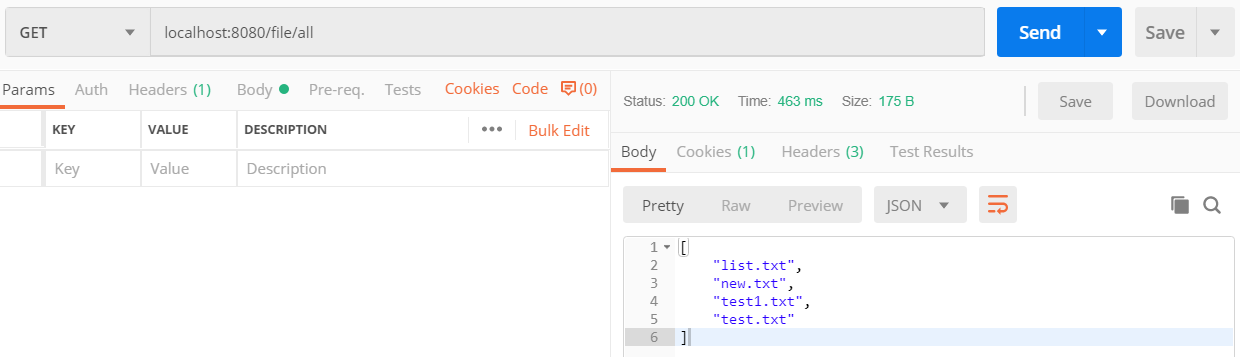 GET localhost:8080/file/all Send Save
Params Auth Headers (1) Body Pre-req. Tests Cookies Code (0)
KEY VALUE DESCRIPTION ••• Bulk Edit
Key Value Description
Status: 200 OK Time: 463 ms Size: 175 B Save Download
Body Cookies (1) Headers (3) Test Results
Pretty Raw Preview JSON
1 [
2 "list.txt",
3 "new.txt",
4 "test1.txt",
5 "test.txt"
6 ]